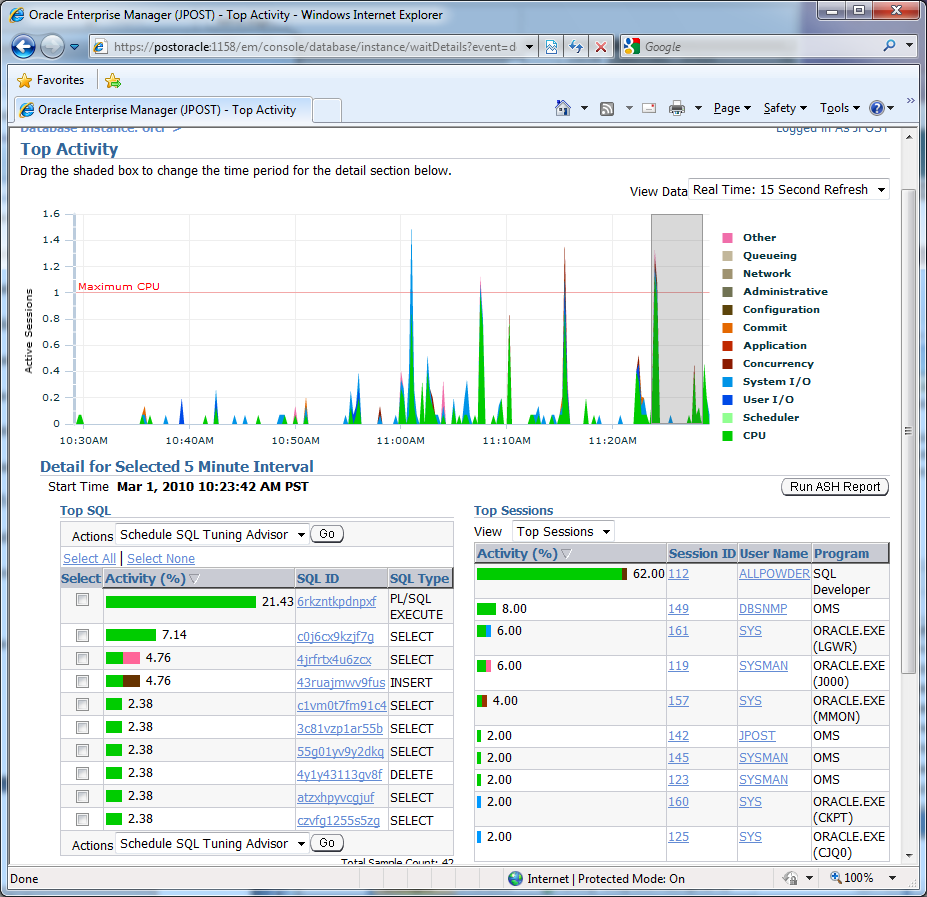 Oracle Enterprise Manager (JPOST) - Top Activity - Windows Internet Explorer
https://postoracle:1158/em/console/database/instance/waitDetails?event=d
Google
Favorites
Oracle Enterprise Manager (JPOST) - Top Activity
Page Safety Tools
Database Instance: orcl >
Logged in As JPOST
Top Activity
Drag the shaded box to change the time period for the detail section below.
View Data Real Time: 15 Second Refresh
1.6
1.4
1.2
1
0.8
0.6
0.4
0.2
0
Active Sessions
Maximum CPU
10:30AM 10:40AM 10:50AM 11:00AM 11:10AM 11:20AM
Other
Queueing
Network
Administrative
Configuration
Commit
Application
Concurrency
System I/O
User I/O
Scheduler
CPU
Detail for Selected 5 Minute Interval
Start Time Mar 1, 2010 10:23:42 AM PST
Run ASH Report
Top SQL
Actions Schedule SQL Tuning Advisor Go
Select All | Select None
Select Activity (%) SQL ID SQL Type
21.43 6rkzntkpdnpxf PL/SQL EXECUTE
7.14 c0j6cx9kzjf7g SELECT
4.76 4jrfrtx4u6zcx SELECT
4.76 43ruajmwv9fus INSERT
2.38 c1vm0t7fm91c4 SELECT
2.38 3c81vzp1ar55b SELECT
2.38 55g01yv9y2dkq SELECT
2.38 4y1y43113gv8f DELETE
2.38 atzxhpyvcgjuf SELECT
2.38 czvfg1255s5zg SELECT
Actions Schedule SQL Tuning Advisor Go
Total Sample Count: 42
Top Sessions
View Top Sessions
Activity (%) Session ID User Name Program
62.00 112 ALLPOWDER SQL Developer
8.00 149 DBSNMP OMS
6.00 161 SYS ORACLE.EXE (LGWR)
6.00 119 SYSMAN ORACLE.EXE (J000)
4.00 157 SYS ORACLE.EXE (MMON)
2.00 142 JPOST OMS
2.00 145 SYSMAN OMS
2.00 123 SYSMAN OMS
2.00 160 SYS ORACLE.EXE (CKPT)
2.00 125 SYS ORACLE.EXE (CJQ0)
Done
Internet | Protected Mode: On
100%